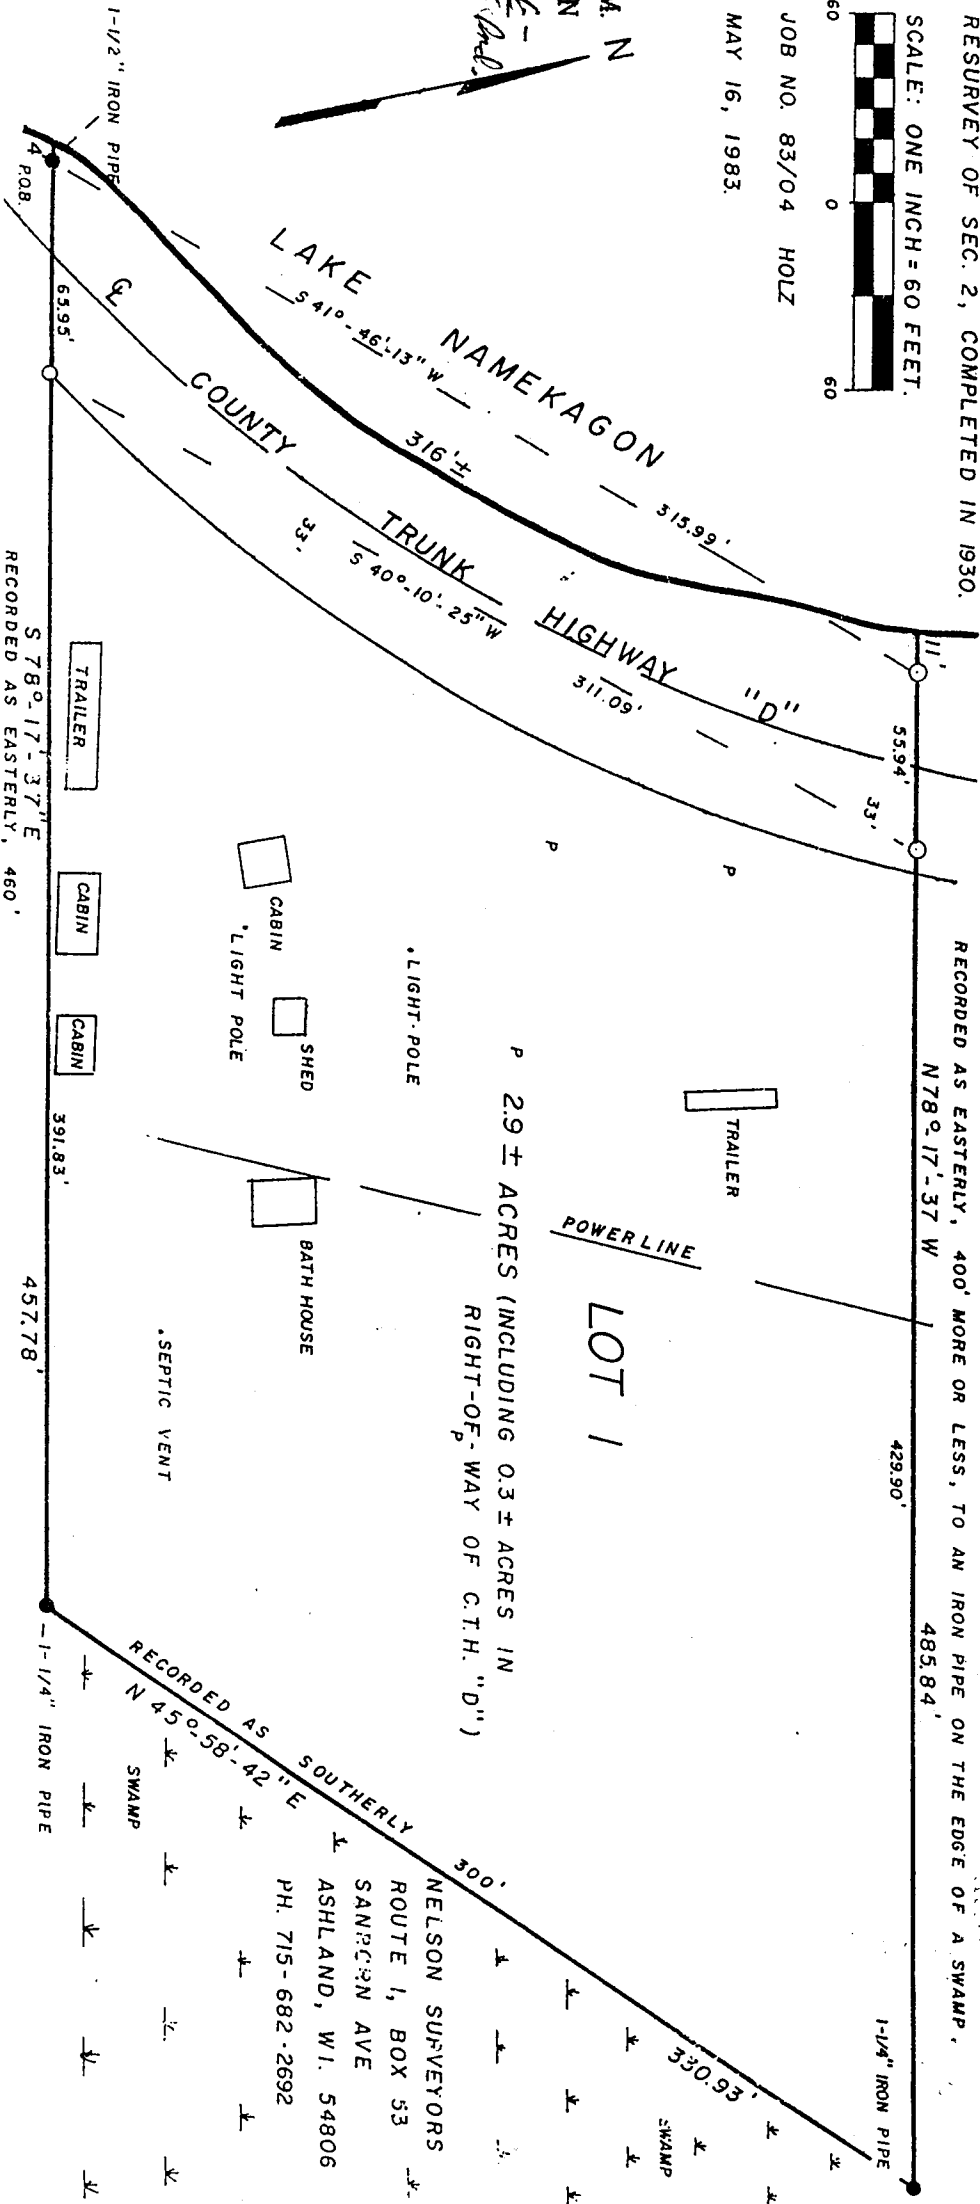 RESURVEY OF SEC. 2, COMPLETED IN 1930.
SCALE: ONE INCH = 60 FEET.
60 0 60
JOB NO. 83/04 HOLZ
MAY 16, 1983.
N
LAKE NAMEKAGON
S 41°-46'-13" W
315.99'
316'±
COUNTY TRUNK HIGHWAY "D"
S 40°-10'-25" W
311.09'
33'
33'
1-1/2" IRON PIPE
4
P.O.B.
65.95'
℄
11'
55.94'
RECORDED AS EASTERLY, 400' MORE OR LESS, TO AN IRON PIPE ON THE EDGE OF A SWAMP.
N 78°-17'-37 W
429.90'
485.84'
1-1/4" IRON PIPE
P
P
P
P
TRAILER
POWER LINE
LOT 1
2.9 ± ACRES (INCLUDING 0.3 ± ACRES IN
RIGHT-OF-WAY OF C.T.H. "D")
LIGHT-POLE
CABIN
LIGHT POLE
SHED
BATH HOUSE
SEPTIC VENT
TRAILER
CABIN
CABIN
391.83'
S 78°-17'-37" E
457.78'
RECORDED AS EASTERLY, 460'
1-1/4" IRON PIPE
RECORDED AS SOUTHERLY 300'
N 45°-58'-42" E
330.93'
SWAMP
SWAMP
NELSON SURVEYORS
ROUTE 1, BOX 53
AVE
ASHLAND, WI. 54806
PH. 715-682-2692